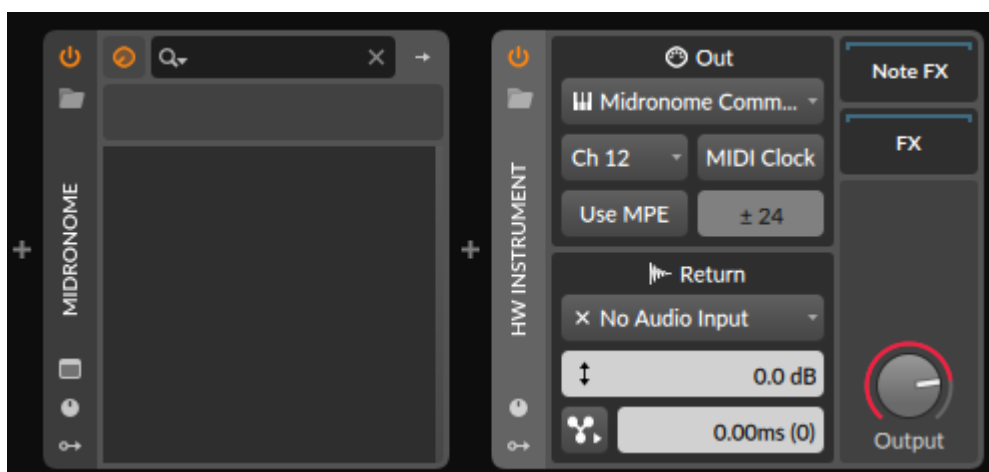 MIDRONOME
HW INSTRUMENT
Out
Midronome Comm...
Ch 12
MIDI Clock
Use MPE
± 24
Return
No Audio Input
0.0 dB
0.00ms (0)
Note FX
FX
Output